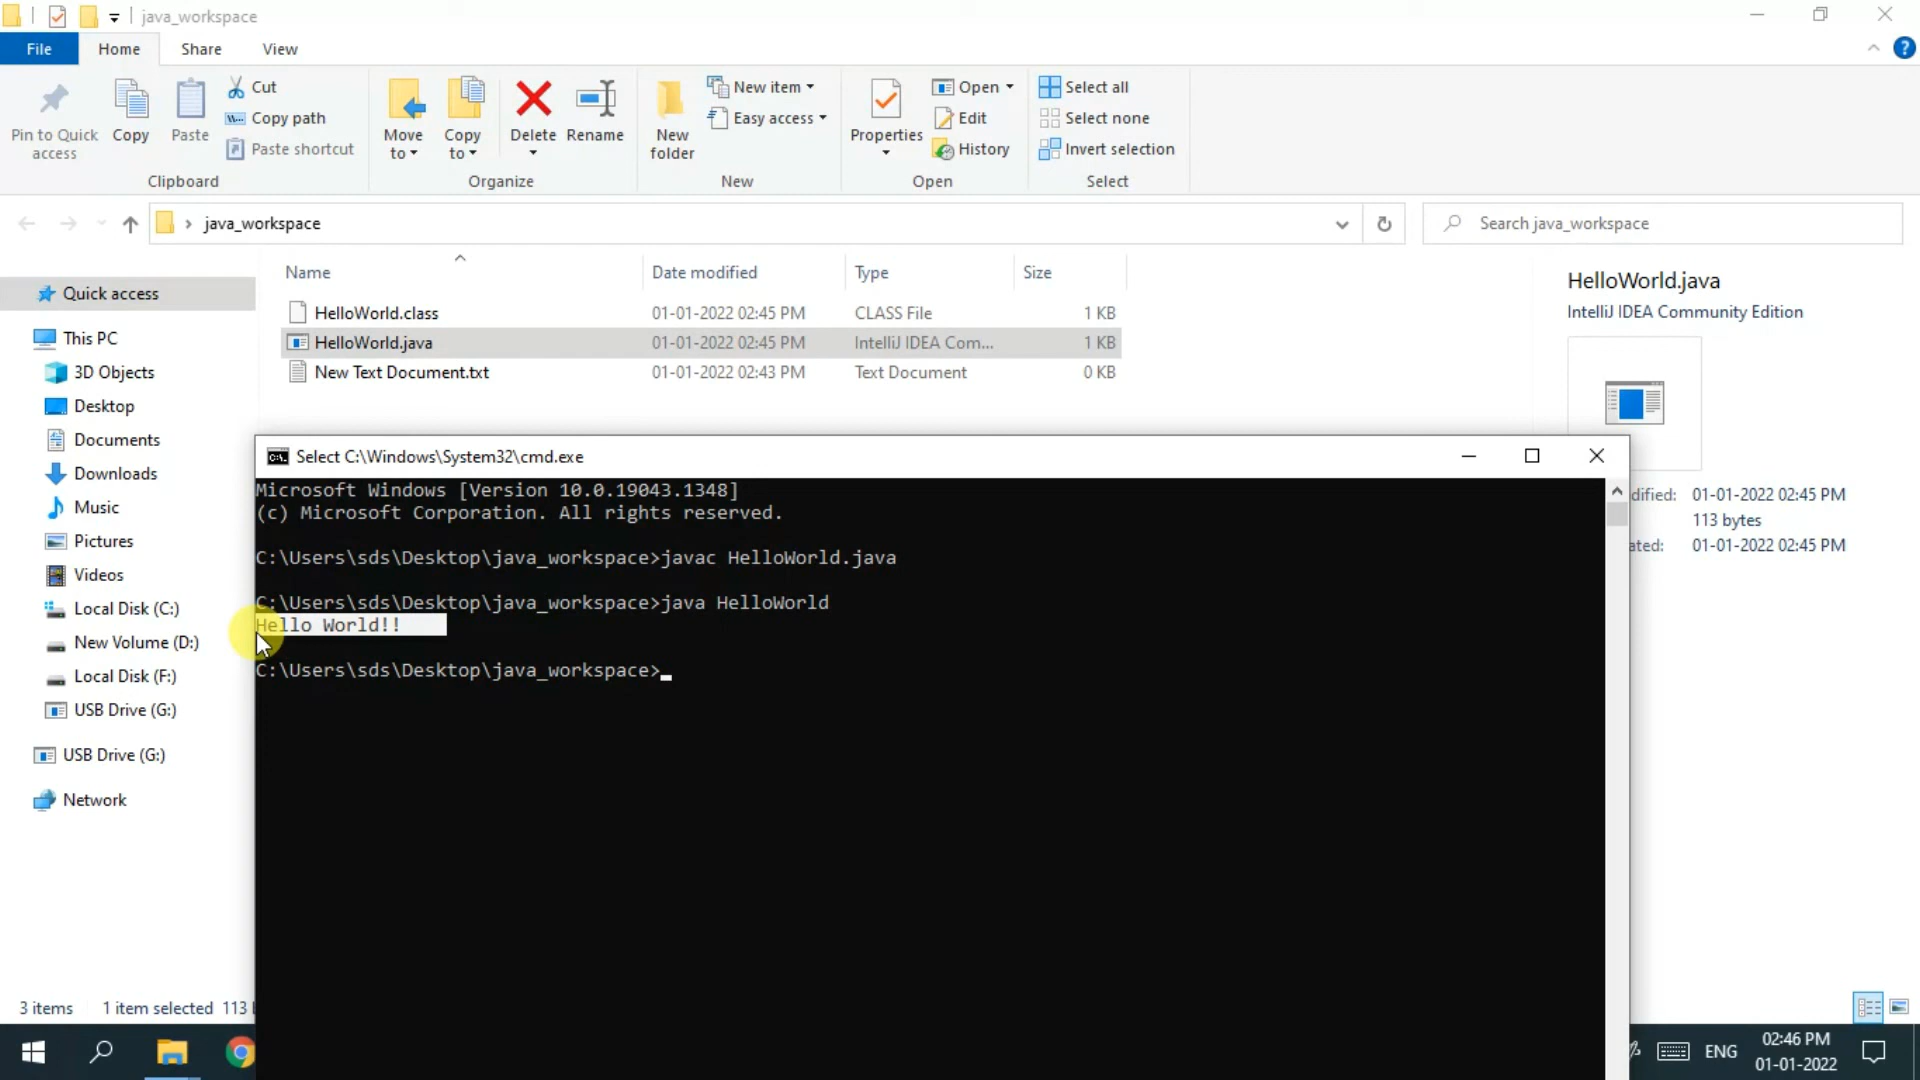 java_workspace
File Home Share View
Pin to Quick access
Copy
Paste
Cut
Copy path
Paste shortcut
Clipboard
Move to
Copy to
Delete
Rename
Organize
New folder
New item
Easy access
New
Properties
Open
Edit
History
Open
Select all
Select none
Invert selection
Select
java_workspace
Search java_workspace
Name Date modified Type Size
HelloWorld.class 01-01-2022 02:45 PM CLASS File 1 KB
HelloWorld.java 01-01-2022 02:45 PM IntelliJ IDEA Com... 1 KB
New Text Document.txt 01-01-2022 02:43 PM Text Document 0 KB
Quick access
This PC
3D Objects
Desktop
Documents
Downloads
Music
Pictures
Videos
Local Disk (C:)
New Volume (D:)
Local Disk (F:)
USB Drive (G:)
USB Drive (G:)
Network
HelloWorld.java
IntelliJ IDEA Community Edition
dified: 01-01-2022 02:45 PM
113 bytes
ated: 01-01-2022 02:45 PM
Select C:\Windows\System32\cmd.exe
Microsoft Windows [Version 10.0.19043.1348]
(c) Microsoft Corporation. All rights reserved.
C:\Users\sds\Desktop\java_workspace>javac HelloWorld.java
C:\Users\sds\Desktop\java_workspace>java HelloWorld
Hello World!!
C:\Users\sds\Desktop\java_workspace>
3 items 1 item selected 113
ENG
02:46 PM
01-01-2022